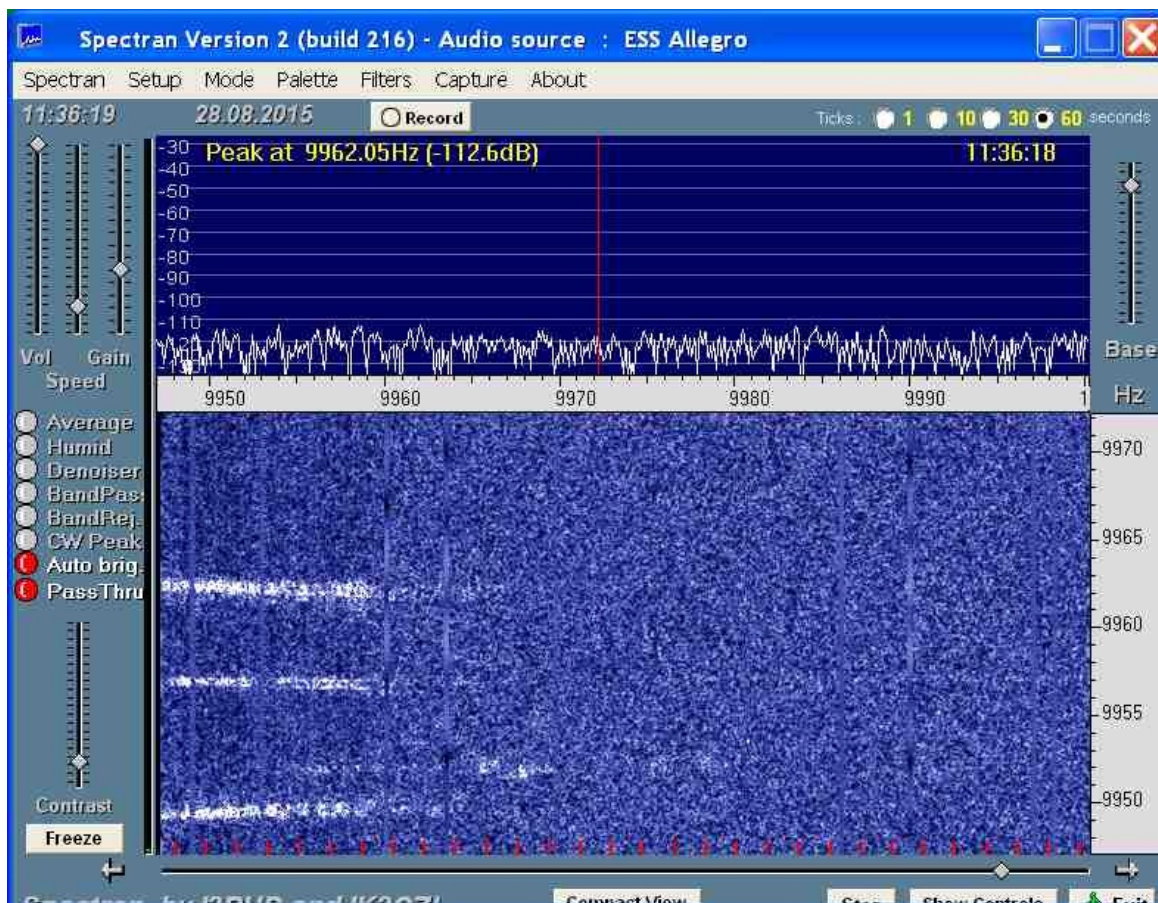 Spectran Version 2 (build 216) - Audio source : ESS Allegro
Spectran Setup Mode Palette Filters Capture About
11:36:19 28.08.2015 Record Ticks: 1 10 30 60 seconds
Peak at 9962.05Hz (-112.6dB) 11:36:18
-30
-40
-50
-60
-70
-80
-90
-100
-110
Vol Gain
Speed
Base
9950 9960 9970 9980 9990 1
Hz
Average
Humid
Denoiser
BandPas
BandRej.
CW Peak
Auto brig.
PassThru
9970
9965
9960
9955
9950
Contrast
Freeze
Compact View
Show Controls
Exit